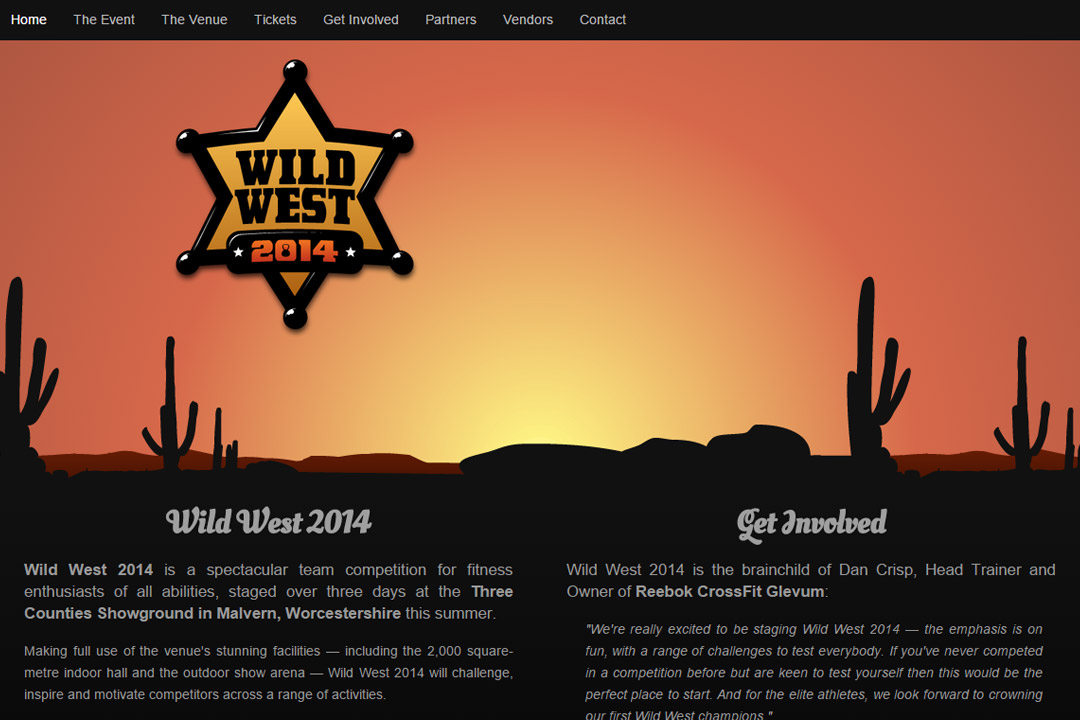 Home The Event The Venue Tickets Get Involved Partners Vendors Contact
WILD
WEST
2014
Wild West 2014
Wild West 2014 is a spectacular team competition for fitness
enthusiasts of all abilities, staged over three days at the Three
Counties Showground in Malvern, Worcestershire this summer.
Making full use of the venue's stunning facilities — including the 2,000 square-
metre indoor hall and the outdoor show arena — Wild West 2014 will challenge,
inspire and motivate competitors across a range of activities.
Get Involved
Wild West 2014 is the brainchild of Dan Crisp, Head Trainer and
Owner of Reebok CrossFit Glevum:
"We're really excited to be staging Wild West 2014 — the emphasis is on
fun, with a range of challenges to test everybody. If you've never competed
in a competition before but are keen to test yourself then this would be the
perfect place to start. And for the elite athletes, we look forward to crowning
our first Wild West champions."